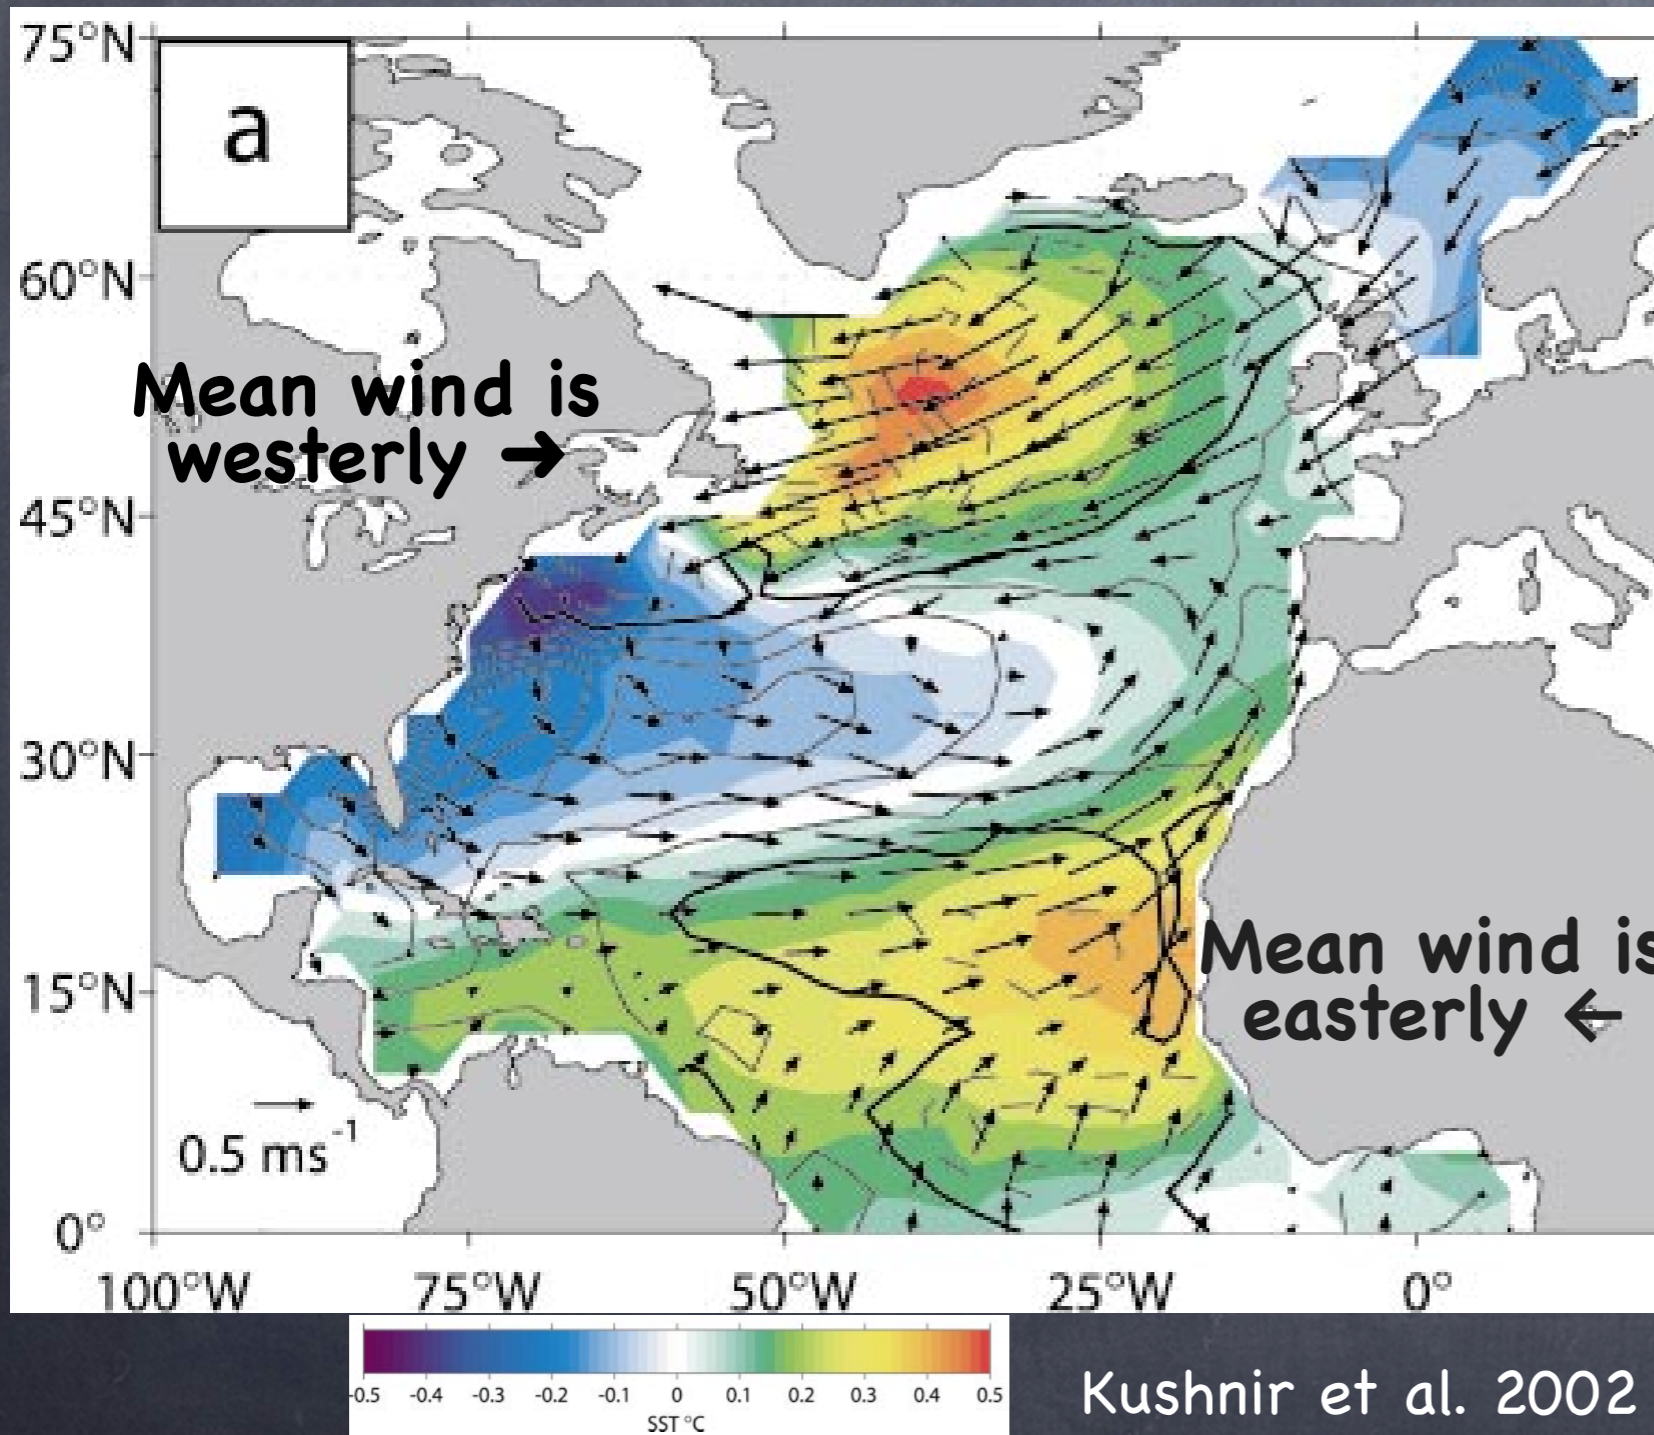 75°N
a
60°N
Mean wind is
westerly →
45°N
30°N
15°N
Mean wind is
easterly ←
0.5 ms⁻¹
0°
100°W 75°W 50°W 25°W 0°
-0.5 -0.4 -0.3 -0.2 -0.1 0 0.1 0.2 0.3 0.4 0.5
SST °C
Kushnir et al. 2002